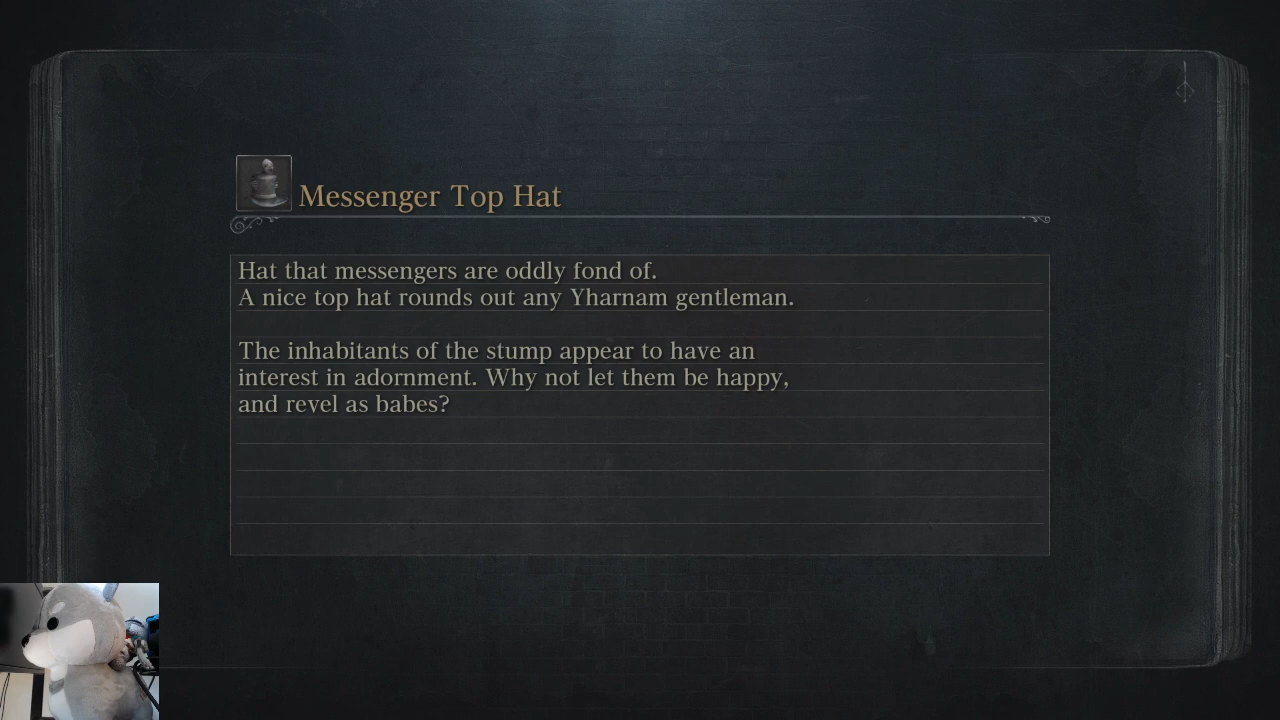 Messenger Top Hat
Hat that messengers are oddly fond of.
A nice top hat rounds out any Yharnam gentleman.
The inhabitants of the stump appear to have an
interest in adornment. Why not let them be happy,
and revel as babes?